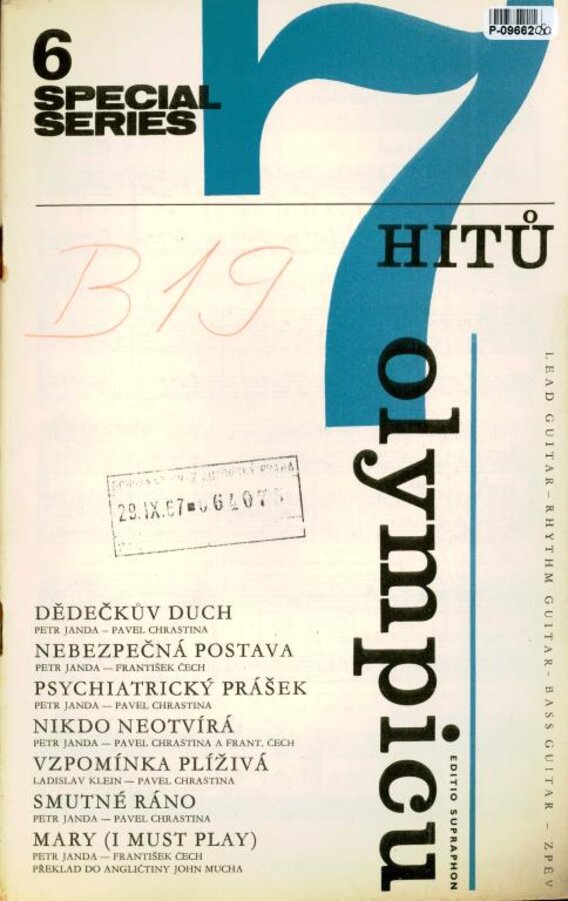 P-0966200
6
SPECIAL
SERIES
7
HITŮ
olympicu
B19
LEAD GUITAR – RHYTHM GUITAR – BASS GUITAR – ZPĚV
29.IX.67
DĚDEČKŮV DUCH
PETR JANDA — PAVEL CHRASTINA
NEBEZPEČNÁ POSTAVA
PETR JANDA — FRANTIŠEK ČECH
PSYCHIATRICKÝ PRÁŠEK
PETR JANDA — PAVEL CHRASTINA
NIKDO NEOTVÍRÁ
PETR JANDA — PAVEL CHRASTINA A FRANT. ČECH
VZPOMÍNKA PLÍŽIVÁ
LADISLAV KLEIN — PAVEL CHRASTINA
SMUTNÉ RÁNO
PETR JANDA — PAVEL CHRASTINA
MARY (I MUST PLAY)
PETR JANDA — FRANTIŠEK ČECH
PŘEKLAD DO ANGLIČTINY JOHN MUCHA
EDITIO SUPRAPHON